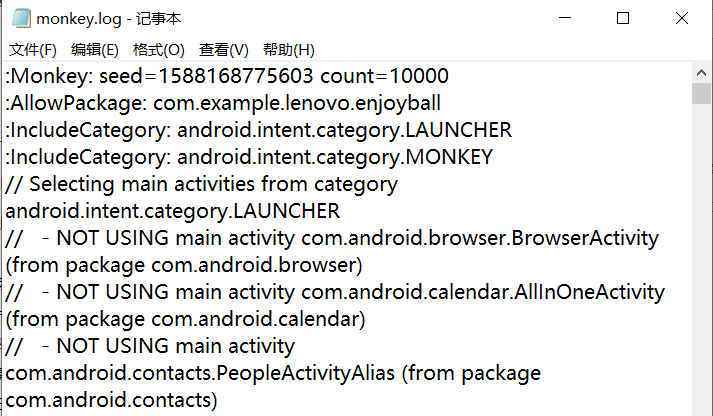 monkey.log - 记事本
文件(F) 编辑(E) 格式(O) 查看(V) 帮助(H)
:Monkey: seed=1588168775603 count=10000
:AllowPackage: com.example.lenovo.enjoyball
:IncludeCategory: android.intent.category.LAUNCHER
:IncludeCategory: android.intent.category.MONKEY
// Selecting main activities from category
android.intent.category.LAUNCHER
//   - NOT USING main activity com.android.browser.BrowserActivity
(from package com.android.browser)
//   - NOT USING main activity com.android.calendar.AllInOneActivity
(from package com.android.calendar)
//   - NOT USING main activity
com.android.contacts.PeopleActivityAlias (from package
com.android.contacts)